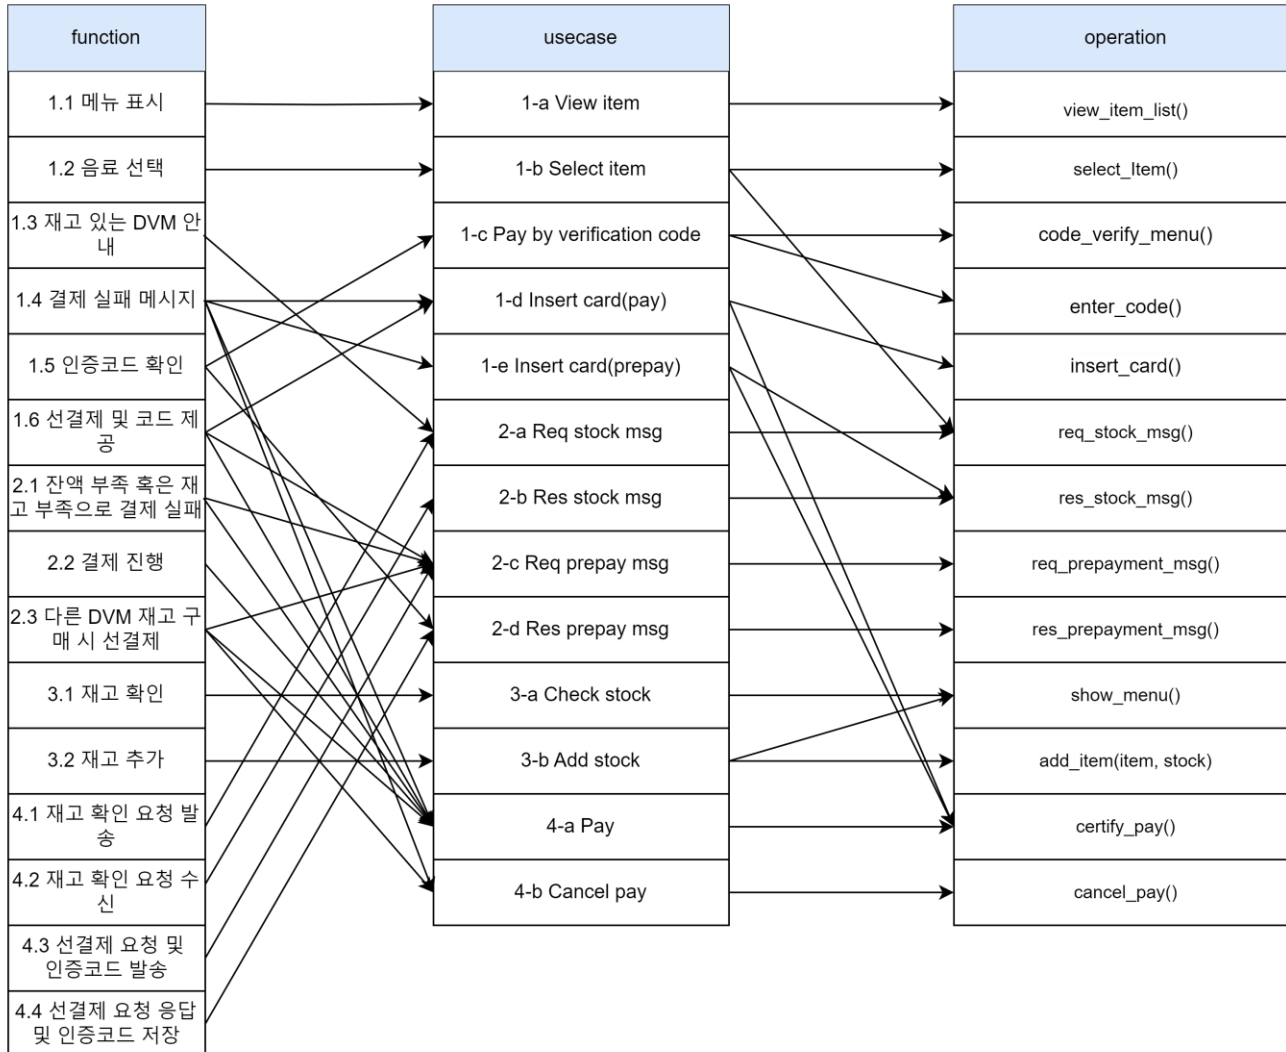 function
usecase
operation
1.1 메뉴 표시
1-a View item
view_item_list()
1.2 음료 선택
1-b Select item
select_Item()
1.3 재고 있는 DVM 안
내
1-c Pay by verification code
code_verify_menu()
1.4 결제 실패 메시지
1-d Insert card(pay)
enter_code()
1.5 인증코드 확인
1-e Insert card(prepay)
insert_card()
1.6 선결제 및 코드 제
공
2-a Req stock msg
req_stock_msg()
2.1 잔액 부족 혹은 재
고 부족으로 결제 실패
2-b Res stock msg
res_stock_msg()
2.2 결제 진행
2-c Req prepay msg
req_prepayment_msg()
2.3 다른 DVM 재고 구
매 시 선결제
2-d Res prepay msg
res_prepayment_msg()
3.1 재고 확인
3-a Check stock
show_menu()
3.2 재고 추가
3-b Add stock
add_item(item, stock)
4.1 재고 확인 요청 발
송
4-a Pay
certify_pay()
4.2 재고 확인 요청 수
신
4-b Cancel pay
cancel_pay()
4.3 선결제 요청 및
인증코드 발송
4.4 선결제 요청 응답
및 인증코드 저장